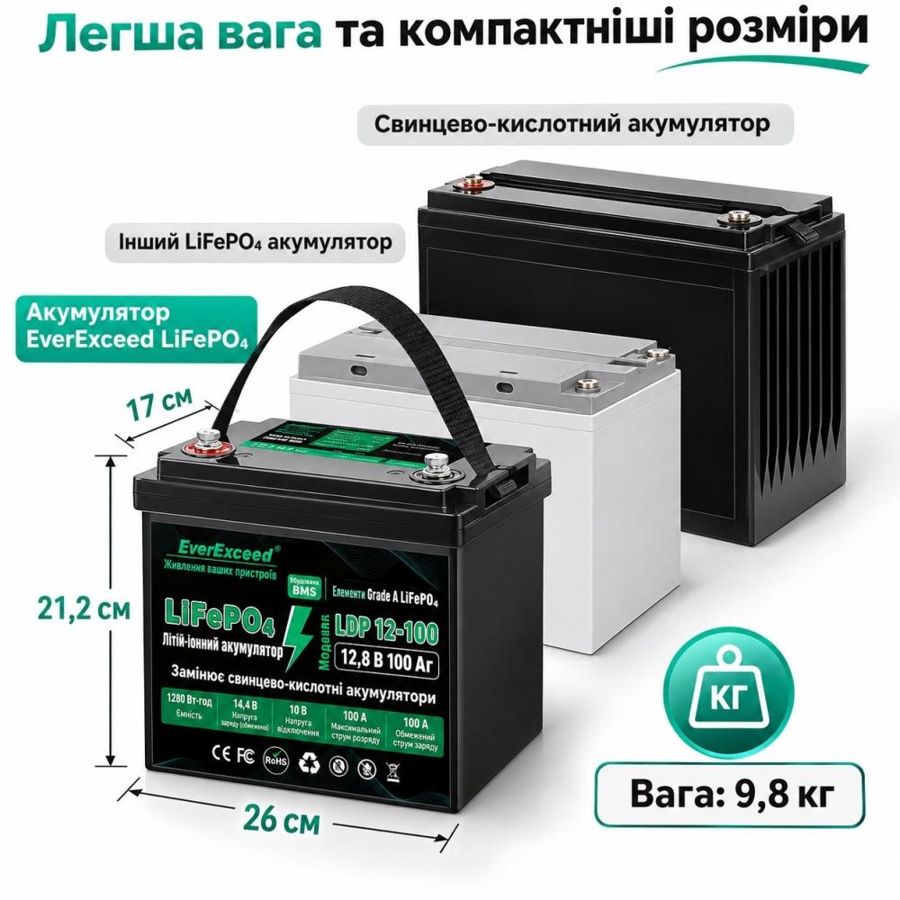 Легша вага та компактніші розміри
Свинцево-кислотний акумулятор
Інший LiFePO₄ акумулятор
Акумулятор
EverExceed LiFePO₄
17 см
21,2 см
EverExceed®
Живлення ваших пристроїв
Вбудована
BMS
Елементи Grade A LiFePO₄
LiFePO₄
Літій-іонний акумулятор
LDP 12-100
12,8 В 100 Аг
Замінює свинцево-кислотні акумулятори
1280 Вт-год
Ємність
14,4 В
Напруга
заряду (обмежена)
10 В
Напруга
відключення
100 А
Максимальний
струм розряду
100 А
Обмежений
струм заряду
CE FC RoHS
26 см
КГ
Вага: 9,8 кг